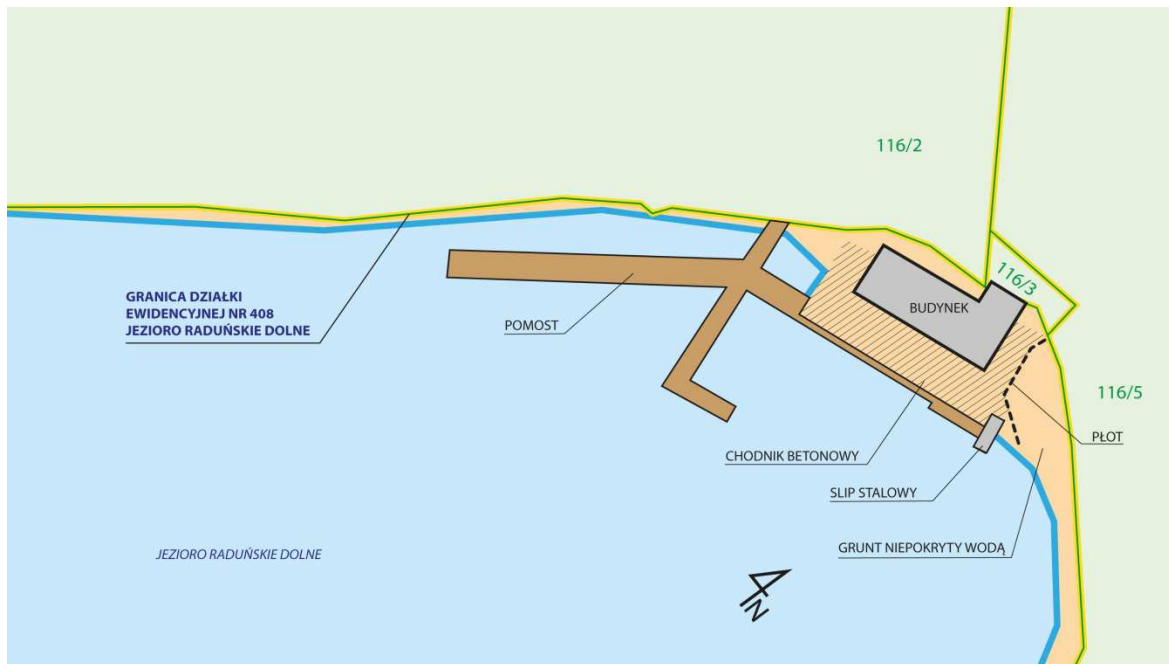 116/2
116/3
GRANICA DZIAŁKI
EWIDENCYJNEJ NR 408
JEZIORO RADUŃSKIE DOLNE
POMOST
BUDYNEK
116/5
PŁOT
CHODNIK BETONOWY
SLIP STALOWY
GRUNT NIEPOKRYTY WODĄ
JEZIORO RADUŃSKIE DOLNE
N